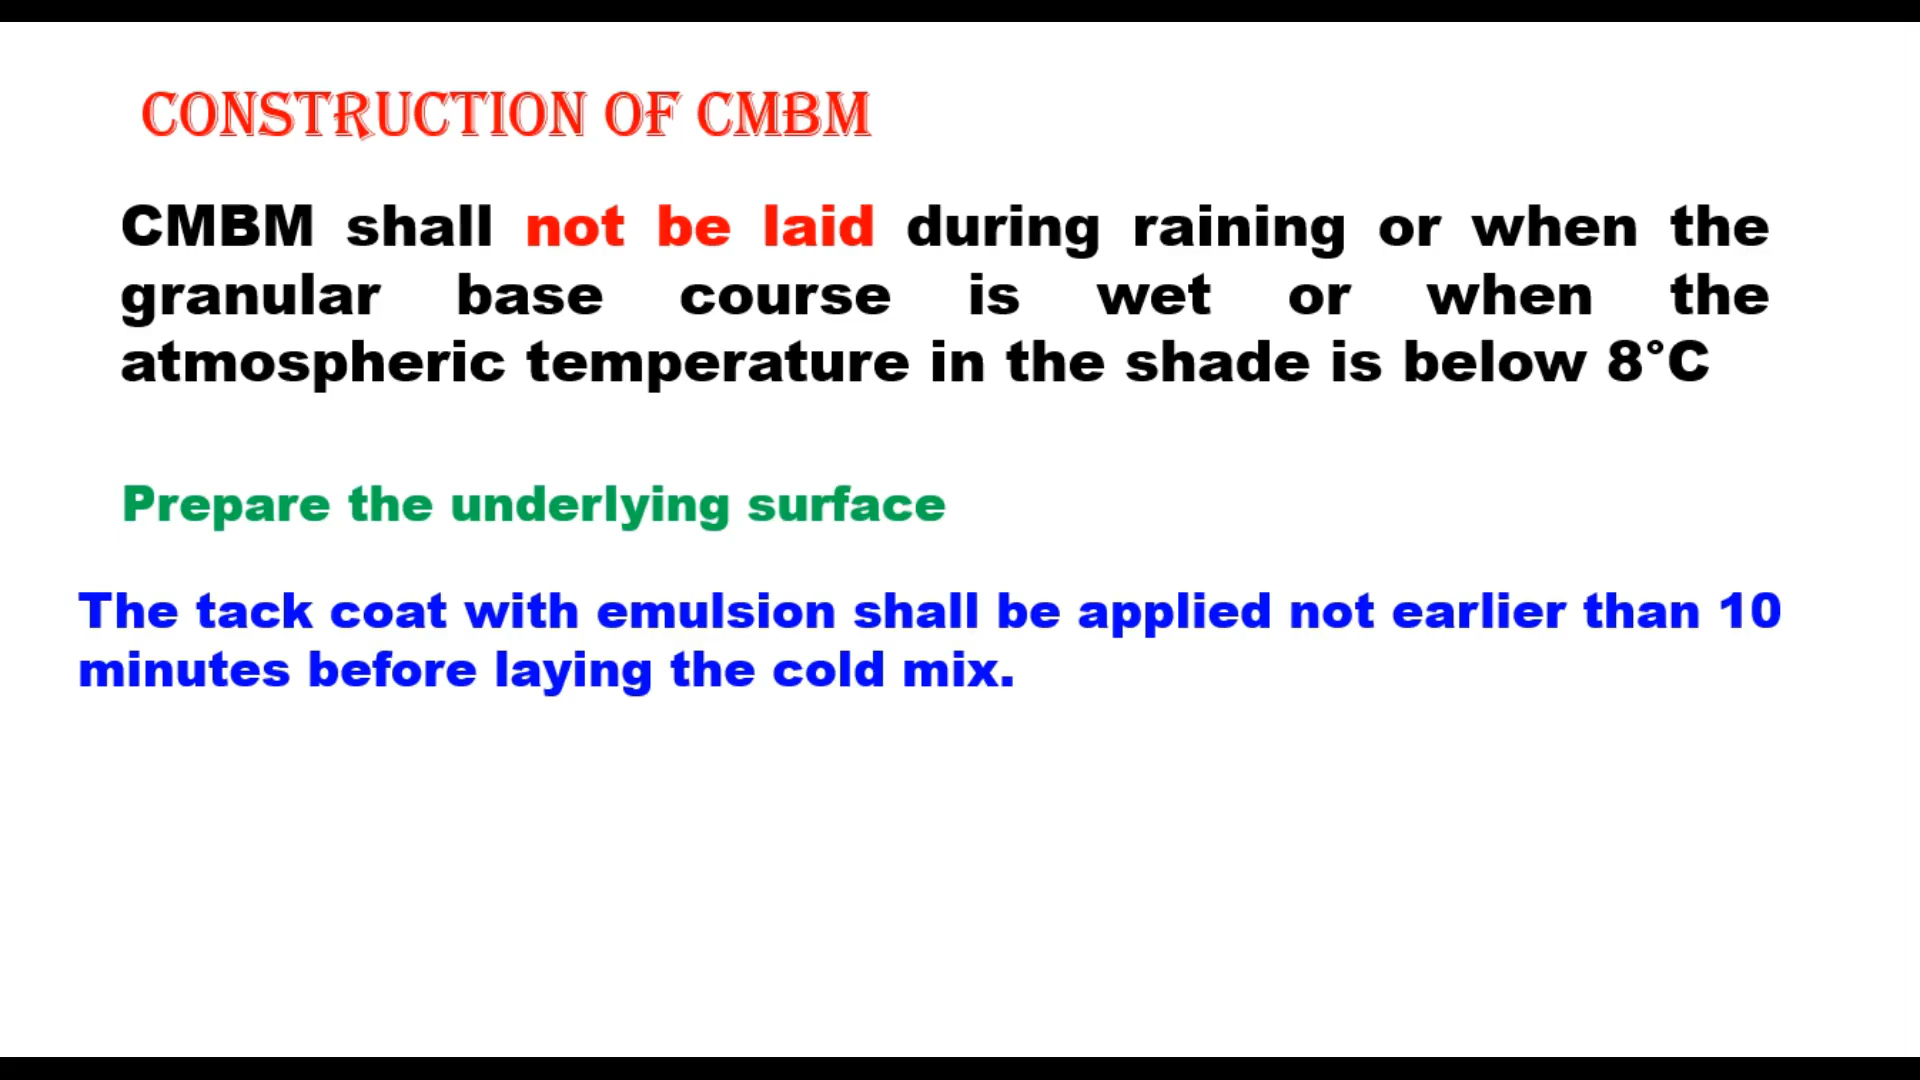 CONSTRUCTION OF CMBM
CMBM shall not be laid during raining or when the
granular base course is wet or when the
atmospheric temperature in the shade is below 8°C
Prepare the underlying surface
The tack coat with emulsion shall be applied not earlier than 10
minutes before laying the cold mix.